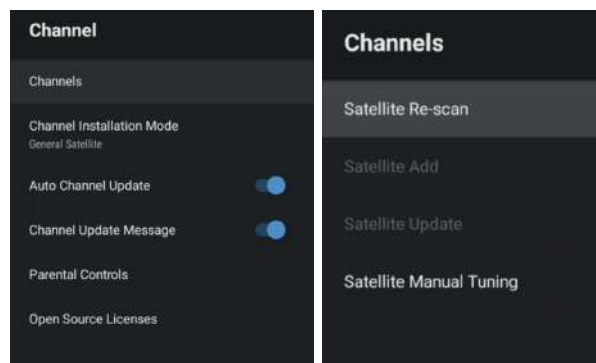 Channel
Channels
Channel Installation Mode
General Satellite
Auto Channel Update
Channel Update Message
Parental Controls
Open Source Licenses
Channels
Satellite Re-scan
Satellite Add
Satellite Update
Satellite Manual Tuning